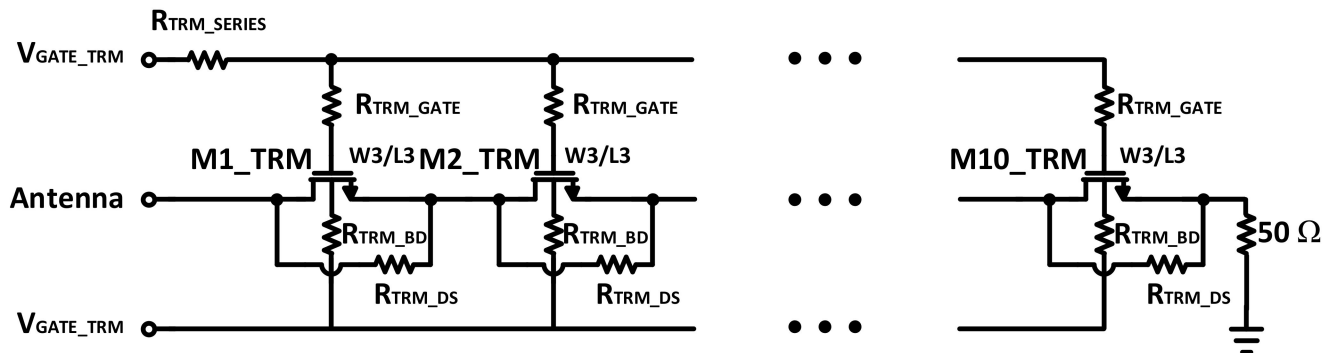 RTRM_SERIES
VGATE_TRM
RTRM_GATE RTRM_GATE RTRM_GATE
M1_TRM W3/L3 M2_TRM W3/L3 M10_TRM W3/L3
Antenna
RTRM_BD RTRM_BD RTRM_BD 50 Ω
RTRM_DS RTRM_DS RTRM_DS
VGATE_TRM